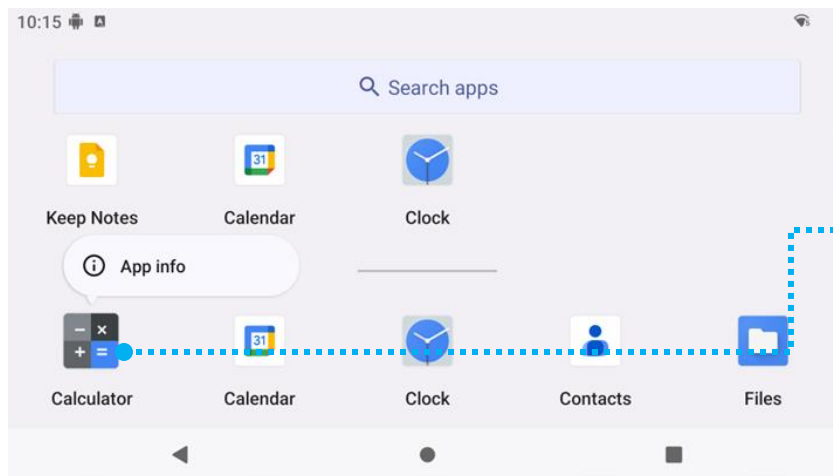 10:15
Search apps
Keep Notes Calendar Clock
App info
Calculator Calendar Clock Contacts Files